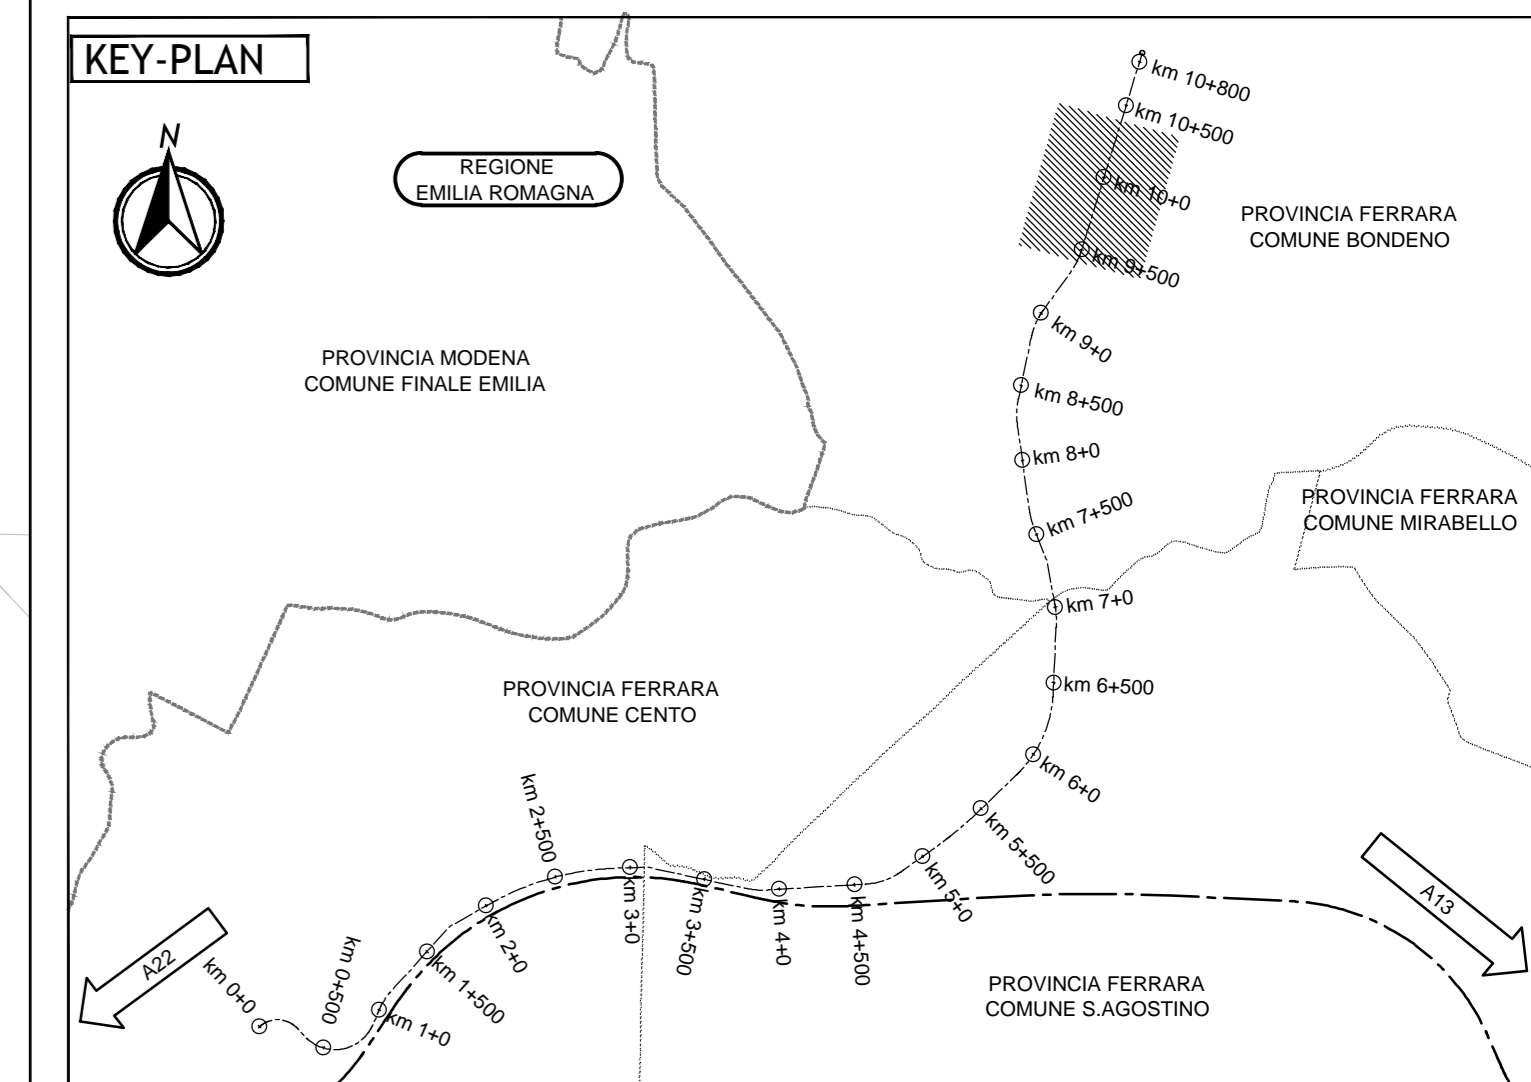 KEY-PLAN
N
REGIONE
EMILIA ROMAGNA
km 10+800
km 10+500
km 10+0
km 9+500
PROVINCIA FERRARA
COMUNE BONDENO
km 9+0
PROVINCIA MODENA
COMUNE FINALE EMILIA
km 8+500
km 8+0
km 7+500
PROVINCIA FERRARA
COMUNE MIRABELLO
km 7+0
km 6+500
PROVINCIA FERRARA
COMUNE CENTO
km 6+0
km 5+500
km 5+0
km 4+500
km 4+0
km 3+500
km 3+0
km 2+500
km 2+0
km 1+500
km 1+0
km 0+500
km 0+0
A22
A13
PROVINCIA FERRARA
COMUNE S.AGOSTINO